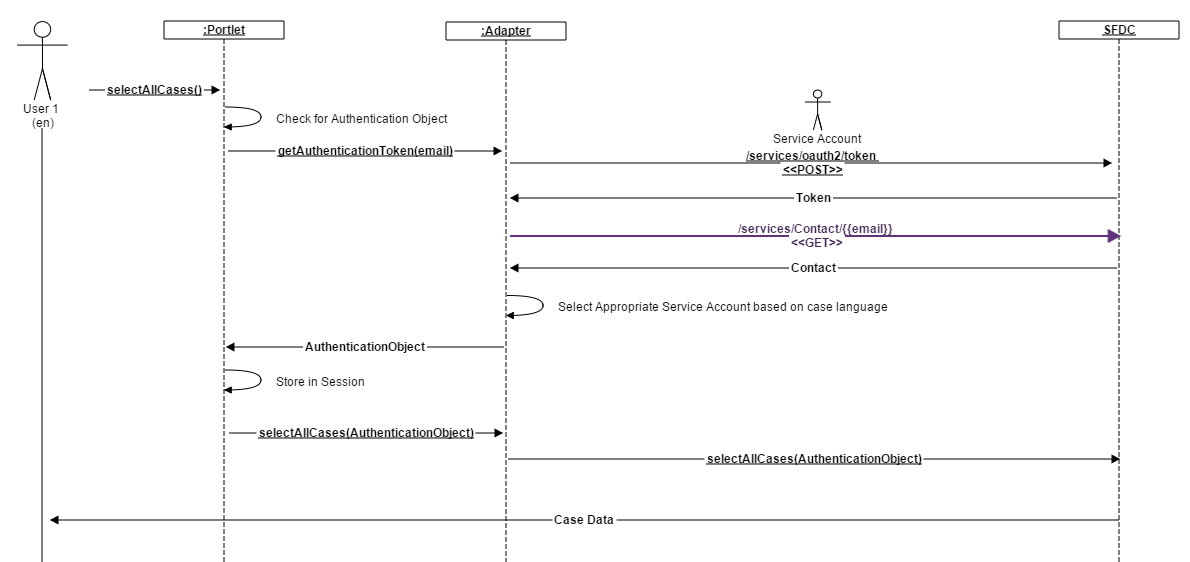 :Portlet
:Adapter
SFDC
selectAllCases()
User 1
(en)
Check for Authentication Object
Service Account
getAuthenticationToken(email)
/services/oauth2/token
<<POST>>
Token
/services/Contact/{{email}}
<<GET>>
Contact
Select Appropriate Service Account based on case language
AuthenticationObject
Store in Session
selectAllCases(AuthenticationObject)
selectAllCases(AuthenticationObject)
Case Data